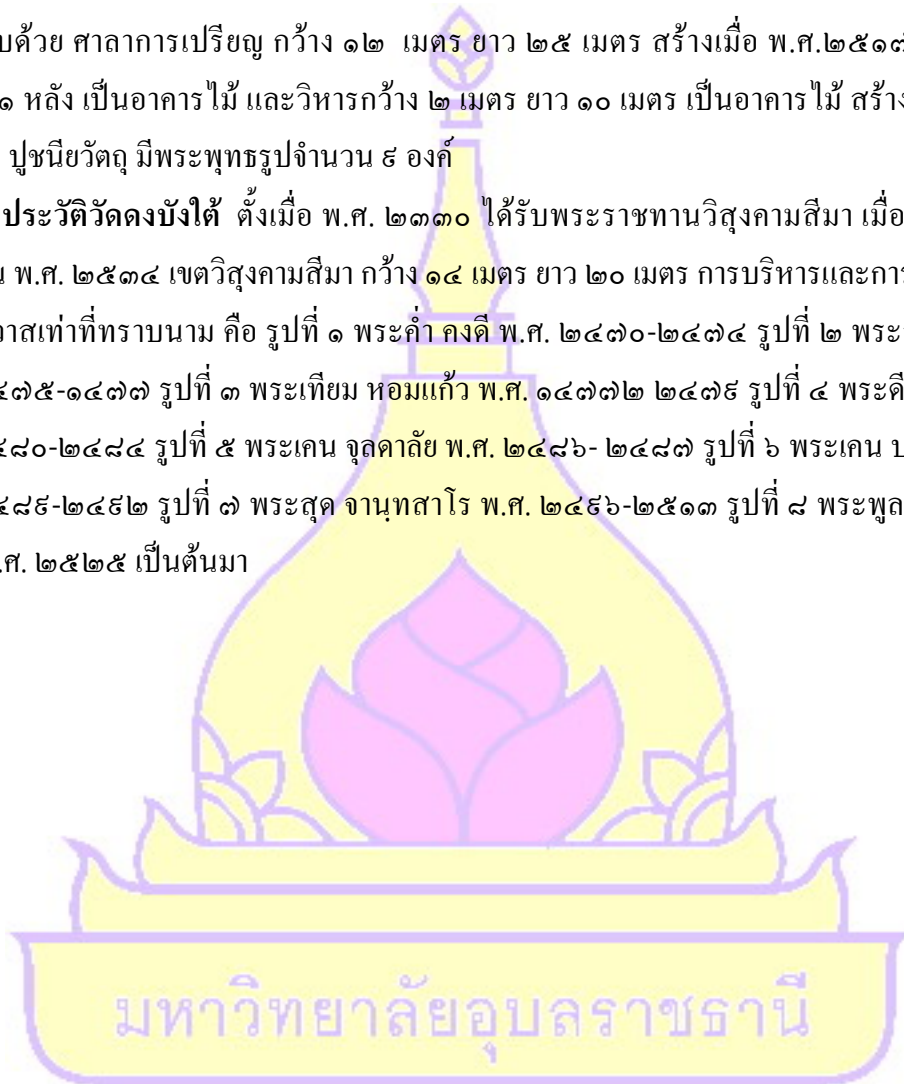 บด้วย ศาลาการเปรียญ กว้าง ๑๒ เมตร ยาว ๒๕ เมตร สร้างเมื่อ พ.ศ.๒๕๑๗
๑ หลัง เป็นอาคารไม้ และวิหารกว้าง ๒ เมตร ยาว ๑๐ เมตร เป็นอาคารไม้ สร้าง
ปูชนียวัตถุ มีพระพุทธรูปจำนวน ๙ องค์
ประวัติวัดดงบังใต้ ตั้งเมื่อ พ.ศ. ๒๓๓๐ ได้รับพระราชทานวิสุงคามสีมา เมื่อ
น พ.ศ. ๒๕๓๔ เขตวิสุงคามสีมา กว้าง ๑๔ เมตร ยาว ๒๐ เมตร การบริหารและการ
วาสเท่าที่ทราบนาม คือ รูปที่ ๑ พระค่ำ คงดี พ.ศ. ๒๔๗๐-๒๔๗๔ รูปที่ ๒ พระ
๔๗๕-๑๔๗๗ รูปที่ ๓ พระเทียม หอมแก้ว พ.ศ. ๑๔๗๗๒ ๒๔๗๙ รูปที่ ๔ พระดี
๔๘๐-๒๔๘๔ รูปที่ ๕ พระเคน จุลดาลัย พ.ศ. ๒๔๘๖- ๒๔๘๗ รูปที่ ๖ พระเคน บ
๔๘๙-๒๔๙๒ รูปที่ ๗ พระสุด จานฺทสาโร พ.ศ. ๒๔๙๖-๒๕๑๓ รูปที่ ๘ พระพูล
.ศ. ๒๕๒๕ เป็นต้นมา
มหาวิทยาลัยอุบลราชธานี